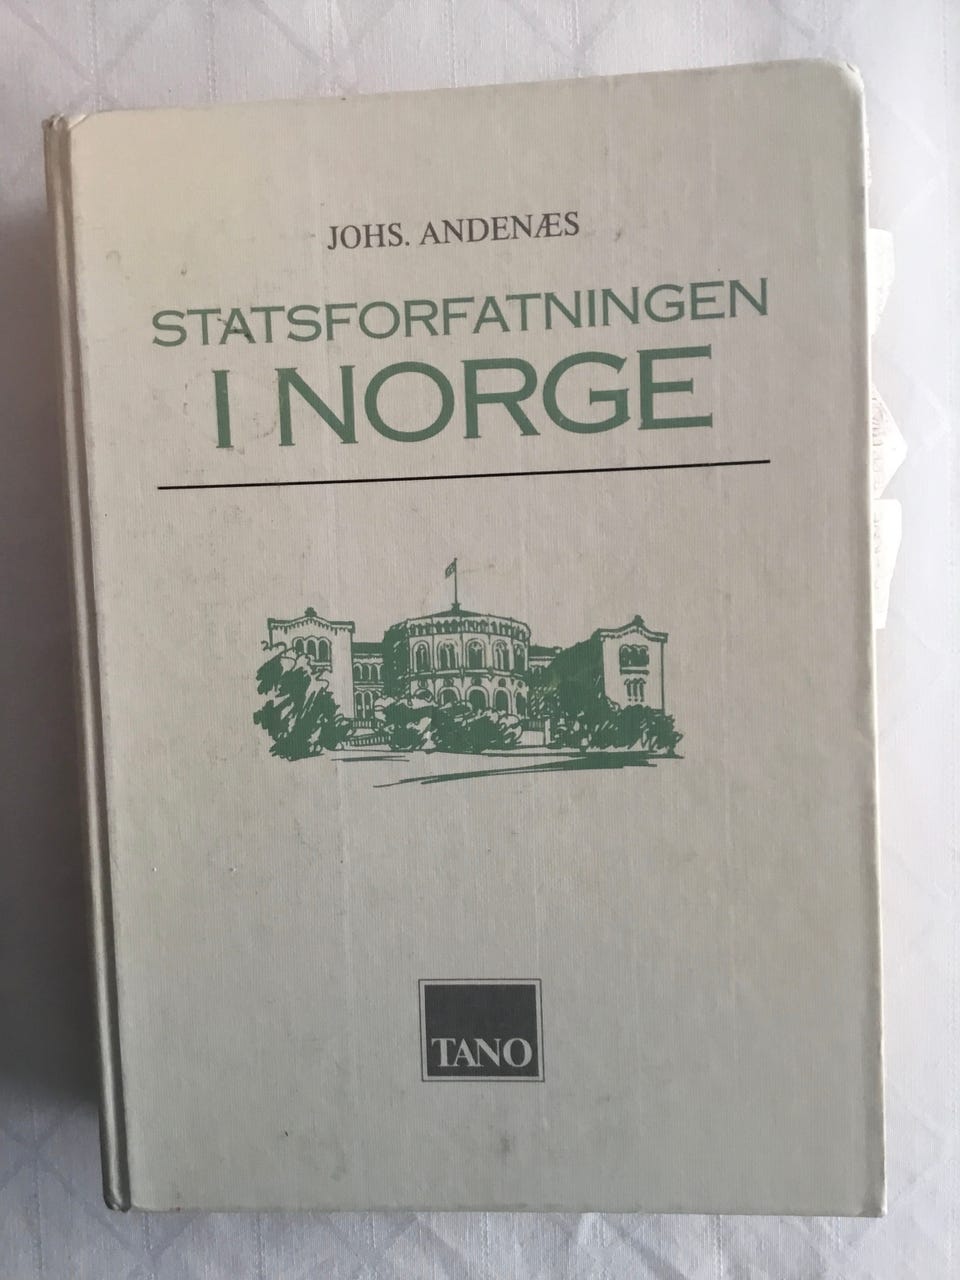 JOHS. ANDENÆS
STATSFORFATNINGEN
I NORGE
TANO